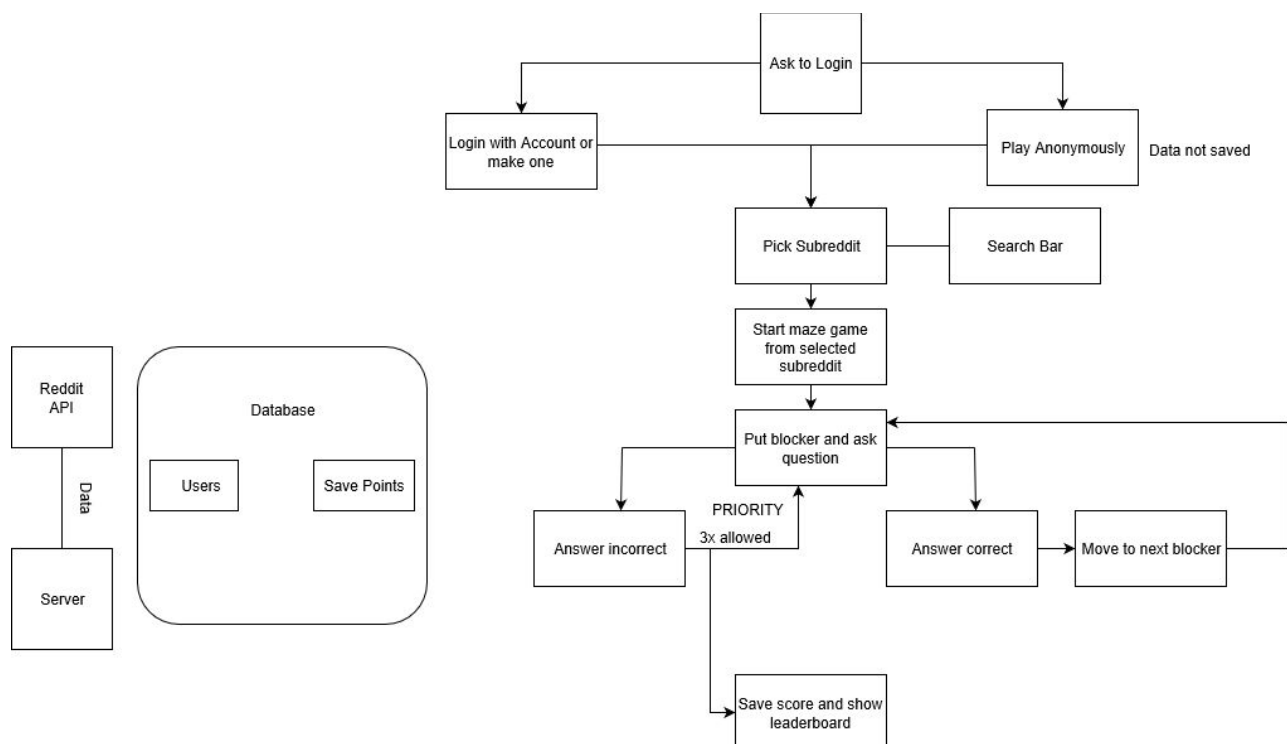 Ask to Login
Login with Account or
make one
Play Anonymously
Data not saved
Pick Subreddit
Search Bar
Start maze game
from selected
subreddit
Reddit
API
Database
Put blocker and ask
question
Users
Save Points
Data
PRIORITY
3x allowed
Answer incorrect
Answer correct
Move to next blocker
Server
Save score and show
leaderboard